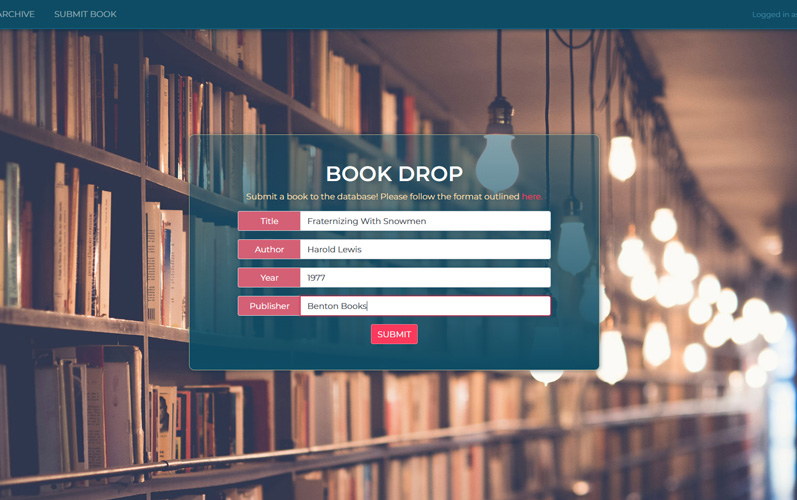 ARCHIVE SUBMIT BOOK Logged in as
BOOK DROP
Submit a book to the database! Please follow the format outlined here.
Title Fraternizing With Snowmen
Author Harold Lewis
Year 1977
Publisher Benton Books
SUBMIT